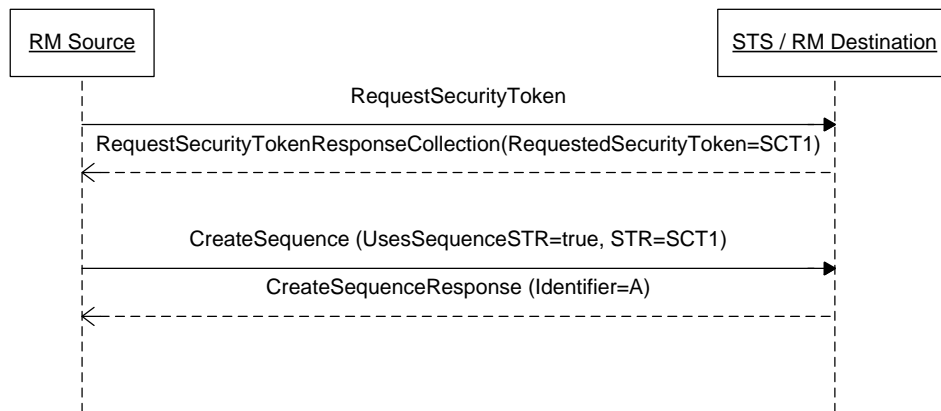 RM Source
STS / RM Destination
RequestSecurityToken
RequestSecurityTokenResponseCollection(RequestedSecurityToken=SCT1)
CreateSequence (UsesSequenceSTR=true, STR=SCT1)
CreateSequenceResponse (Identifier=A)